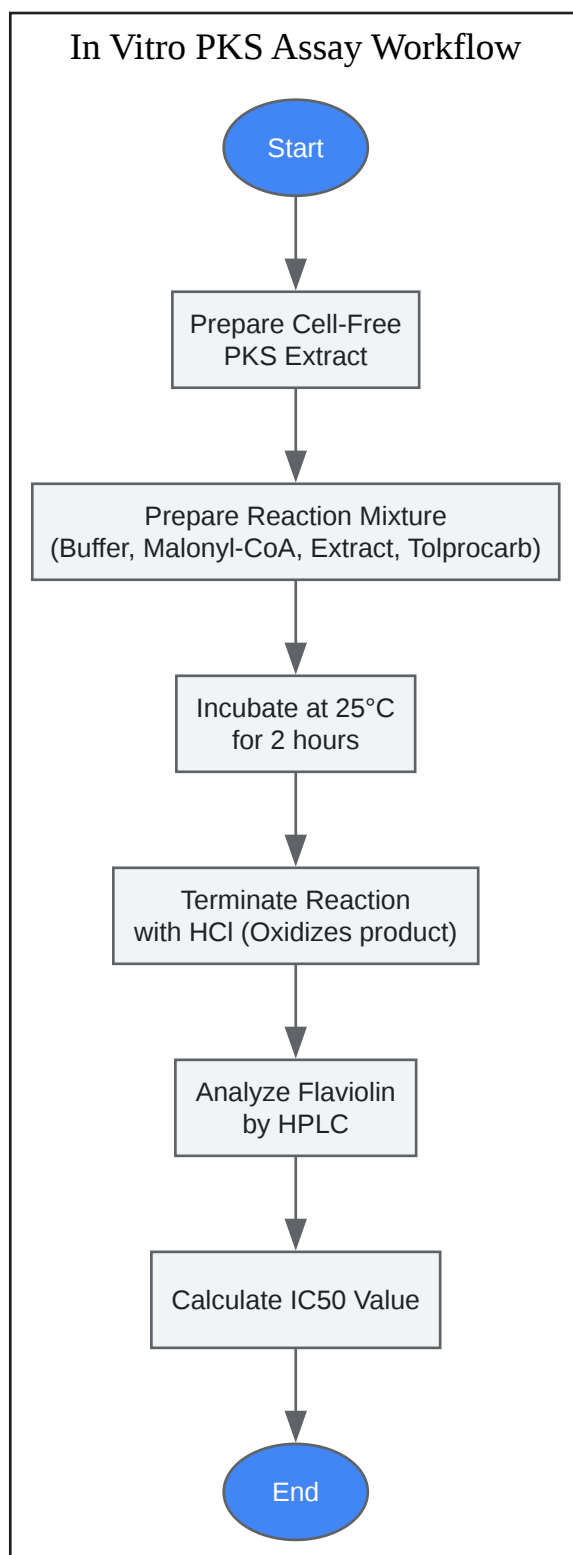 In Vitro PKS Assay Workflow
Start
Prepare Cell-Free
PKS Extract
Prepare Reaction Mixture
(Buffer, Malonyl-CoA, Extract, Tolprocarb)
Incubate at 25°C
for 2 hours
Terminate Reaction
with HCl (Oxidizes product)
Analyze Flaviolin
by HPLC
Calculate IC50 Value
End